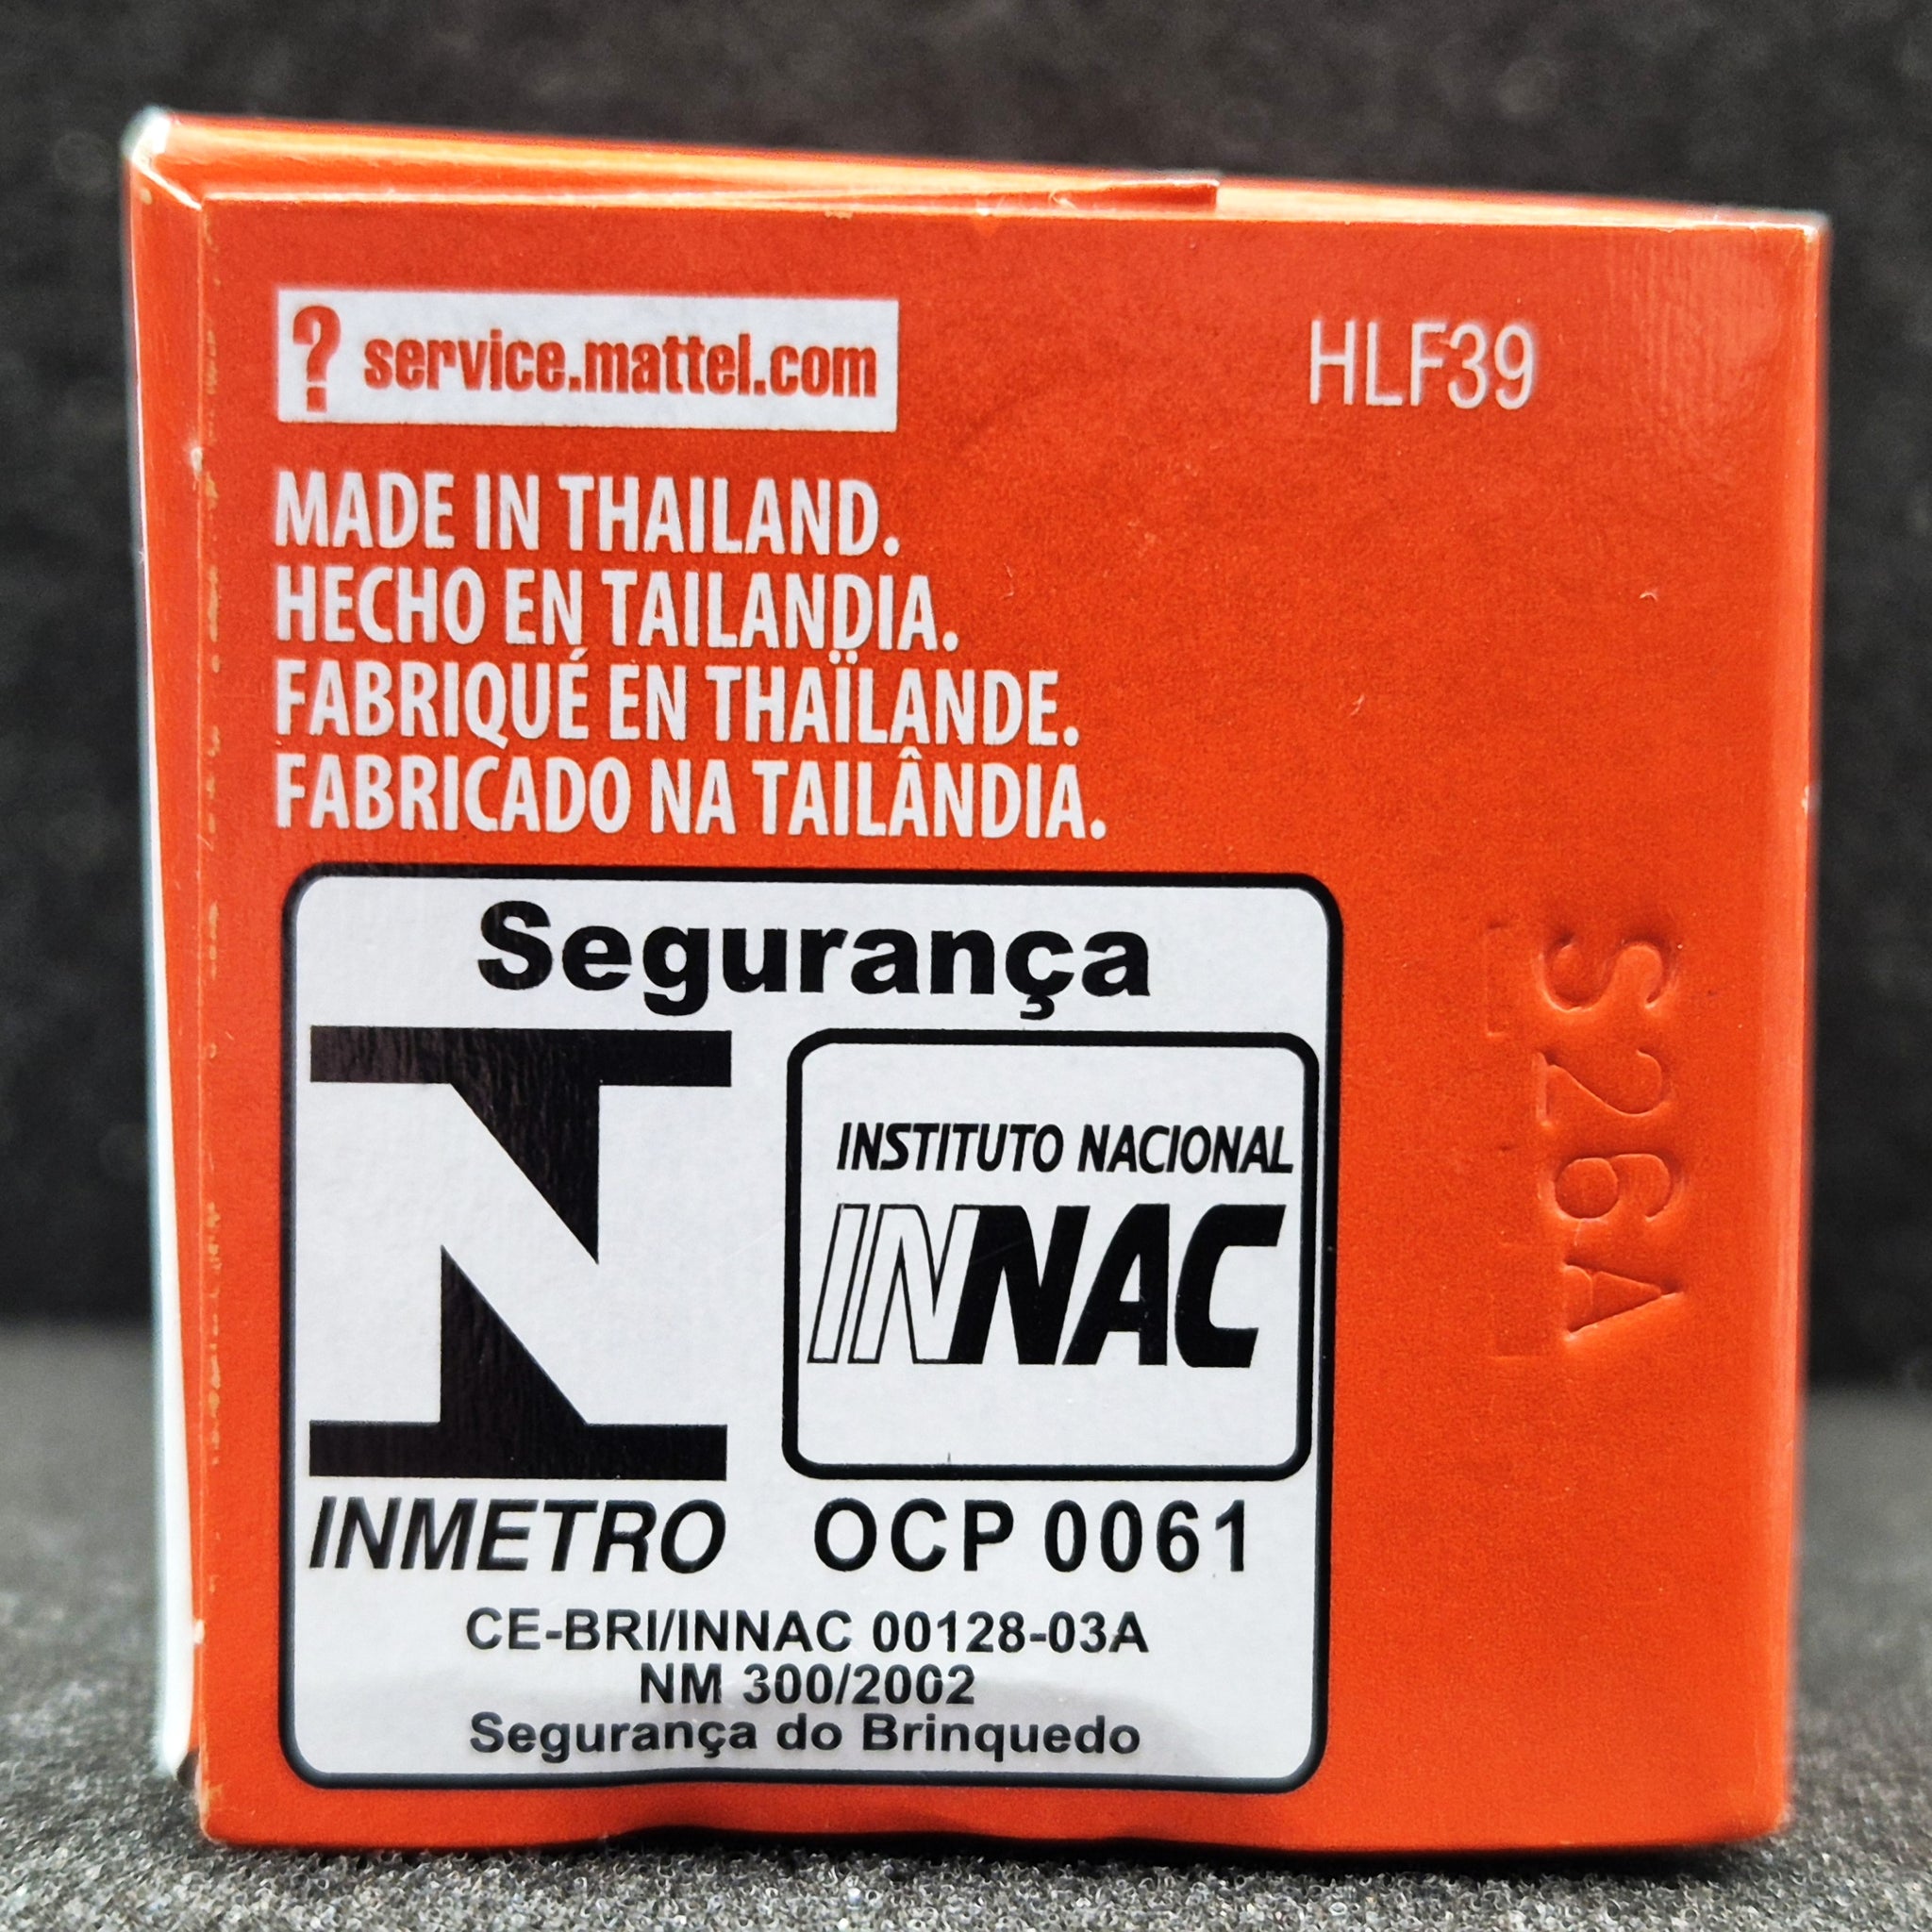 ? service.mattel.com
HLF39
MADE IN THAILAND.
HECHO EN TAILANDIA.
FABRIQUÉ EN THAÏLANDE.
FABRICADO NA TAILÂNDIA.
Segurança
INSTITUTO NACIONAL
INNAC
INMETRO
OCP 0061
CE-BRI/INNAC 00128-03A
NM 300/2002
Segurança do Brinquedo
S26A